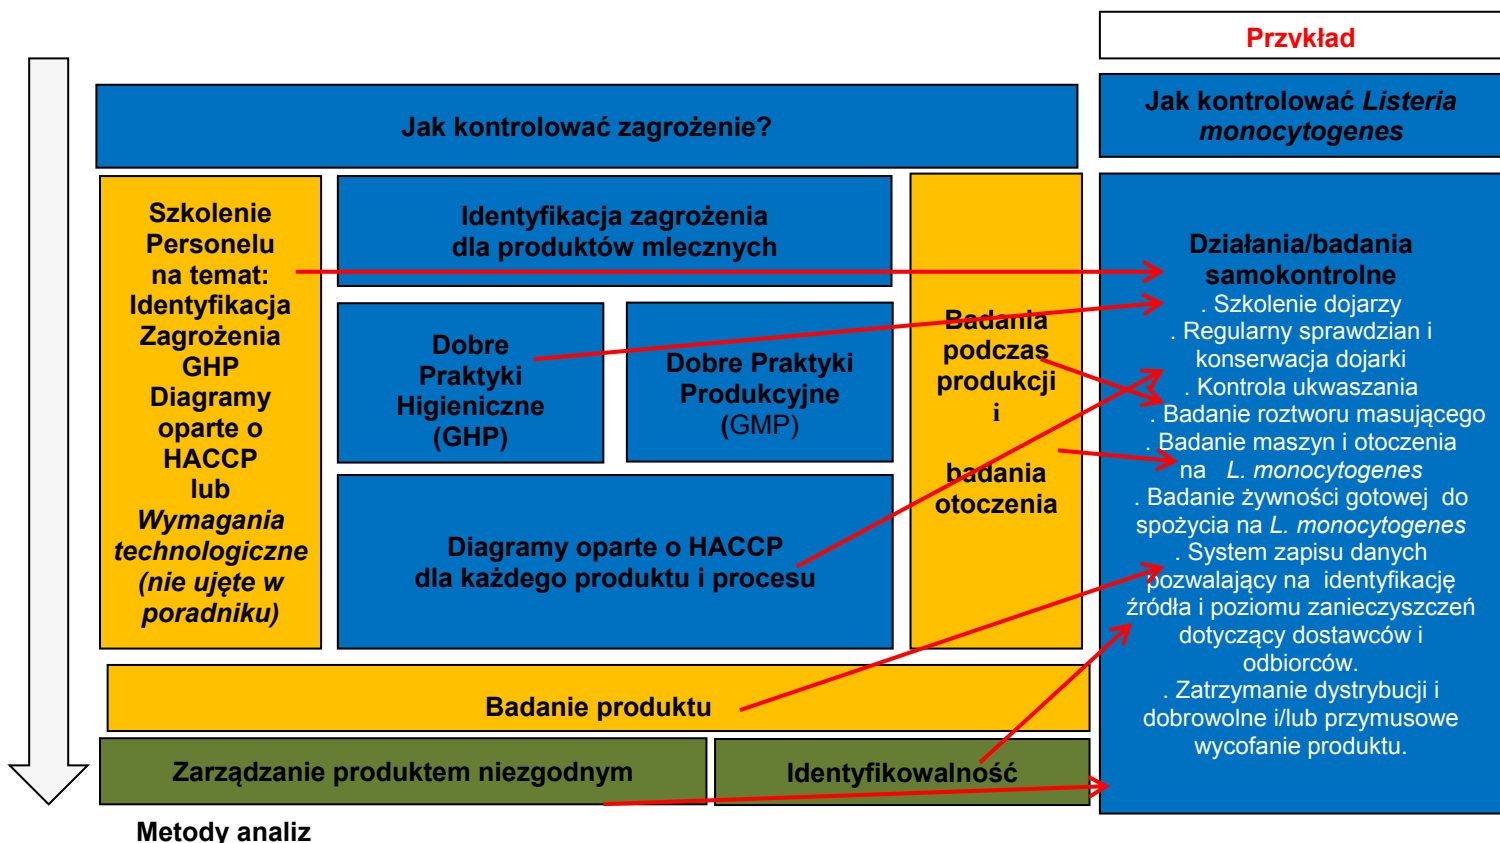 Przykład
Jak kontrolować zagrożenie?
Jak kontrolować Listeria
monocytogenes
Szkolenie
Personelu
na temat:
Identyfikacja
Zagrożenia
GHP
Diagramy
oparte o
HACCP
lub
Wymagania
technologiczne
(nie ujęte w
poradniku)
Identyfikacja zagrożenia
dla produktów mlecznych
Dobre
Praktyki
Higieniczne
(GHP)
Dobre Praktyki
Produkcyjne
(GMP)
Diagramy oparte o HACCP
dla każdego produktu i procesu
Badania
podczas
produkcji
i
badania
otoczenia
Działania/badania
samokontrolne
. Szkolenie dojarzy
. Regularny sprawdzian i
konserwacja dojarki
. Kontrola ukwaszania
. Badanie roztworu masującego
. Badanie maszyn i otoczenia
na L. monocytogenes
. Badanie żywności gotowej do
spożycia na L. monocytogenes
. System zapisu danych
pozwalający na identyfikację
źródła i poziomu zanieczyszczeń
dotyczący dostawców i
odbiorców.
. Zatrzymanie dystrybucji i
dobrowolne i/lub przymusowe
wycofanie produktu.
Badanie produktu
Zarządzanie produktem niezgodnym
Identyfikowalność
Metody analiz